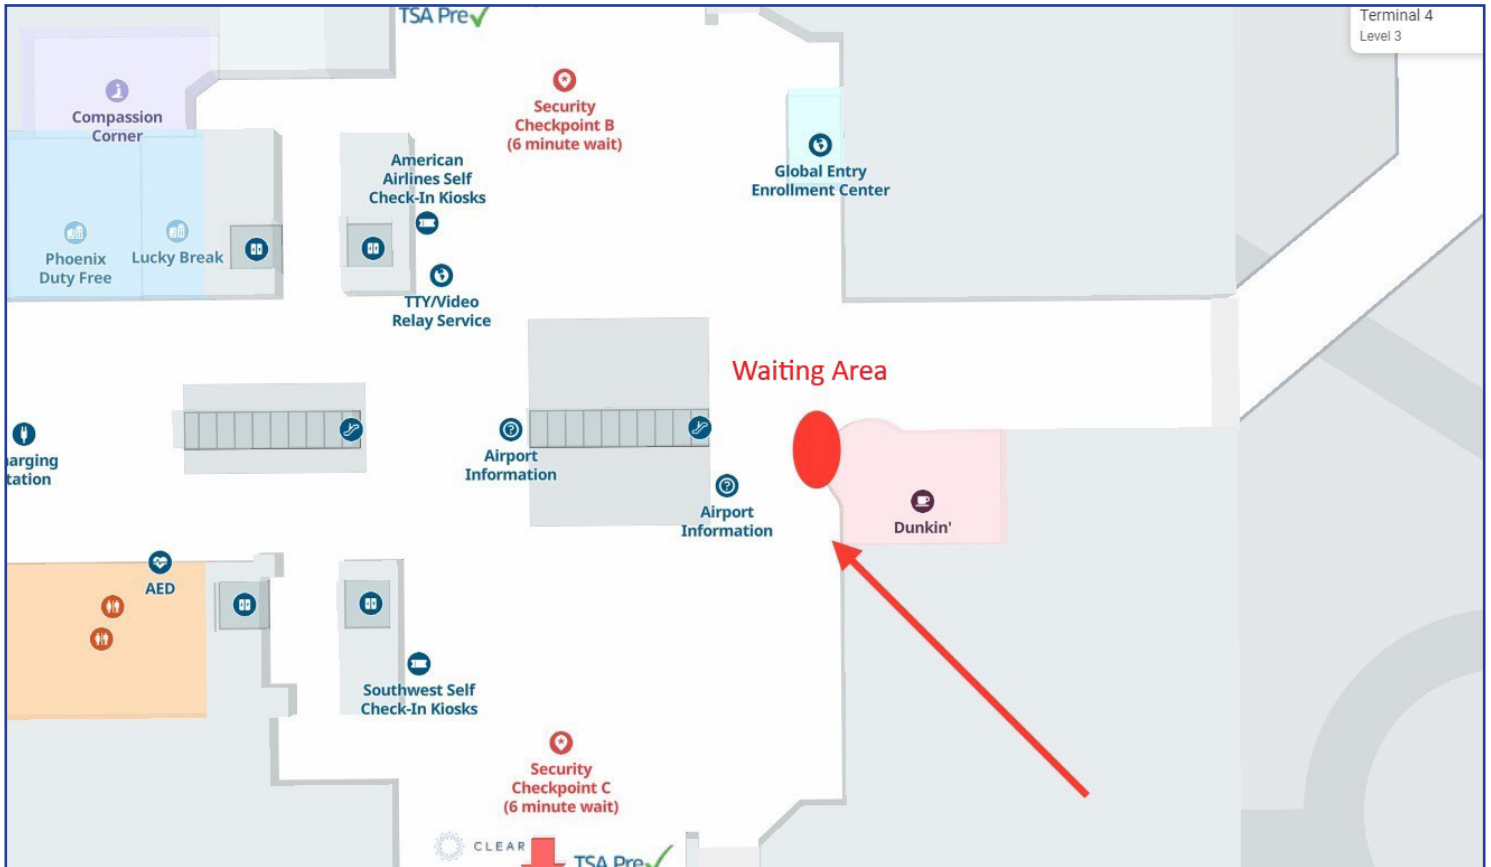 TSA Pre
Terminal 4
Level 3
Compassion
Corner
Security
Checkpoint B
(6 minute wait)
American
Airlines Self
Check-In Kiosks
Global Entry
Enrollment Center
Phoenix
Duty Free
Lucky Break
TTY/Video
Relay Service
Waiting Area
arging
tation
Airport
Information
Airport
Information
Dunkin'
AED
Southwest Self
Check-In Kiosks
Security
Checkpoint C
(6 minute wait)
CLEAR
TSA Pre